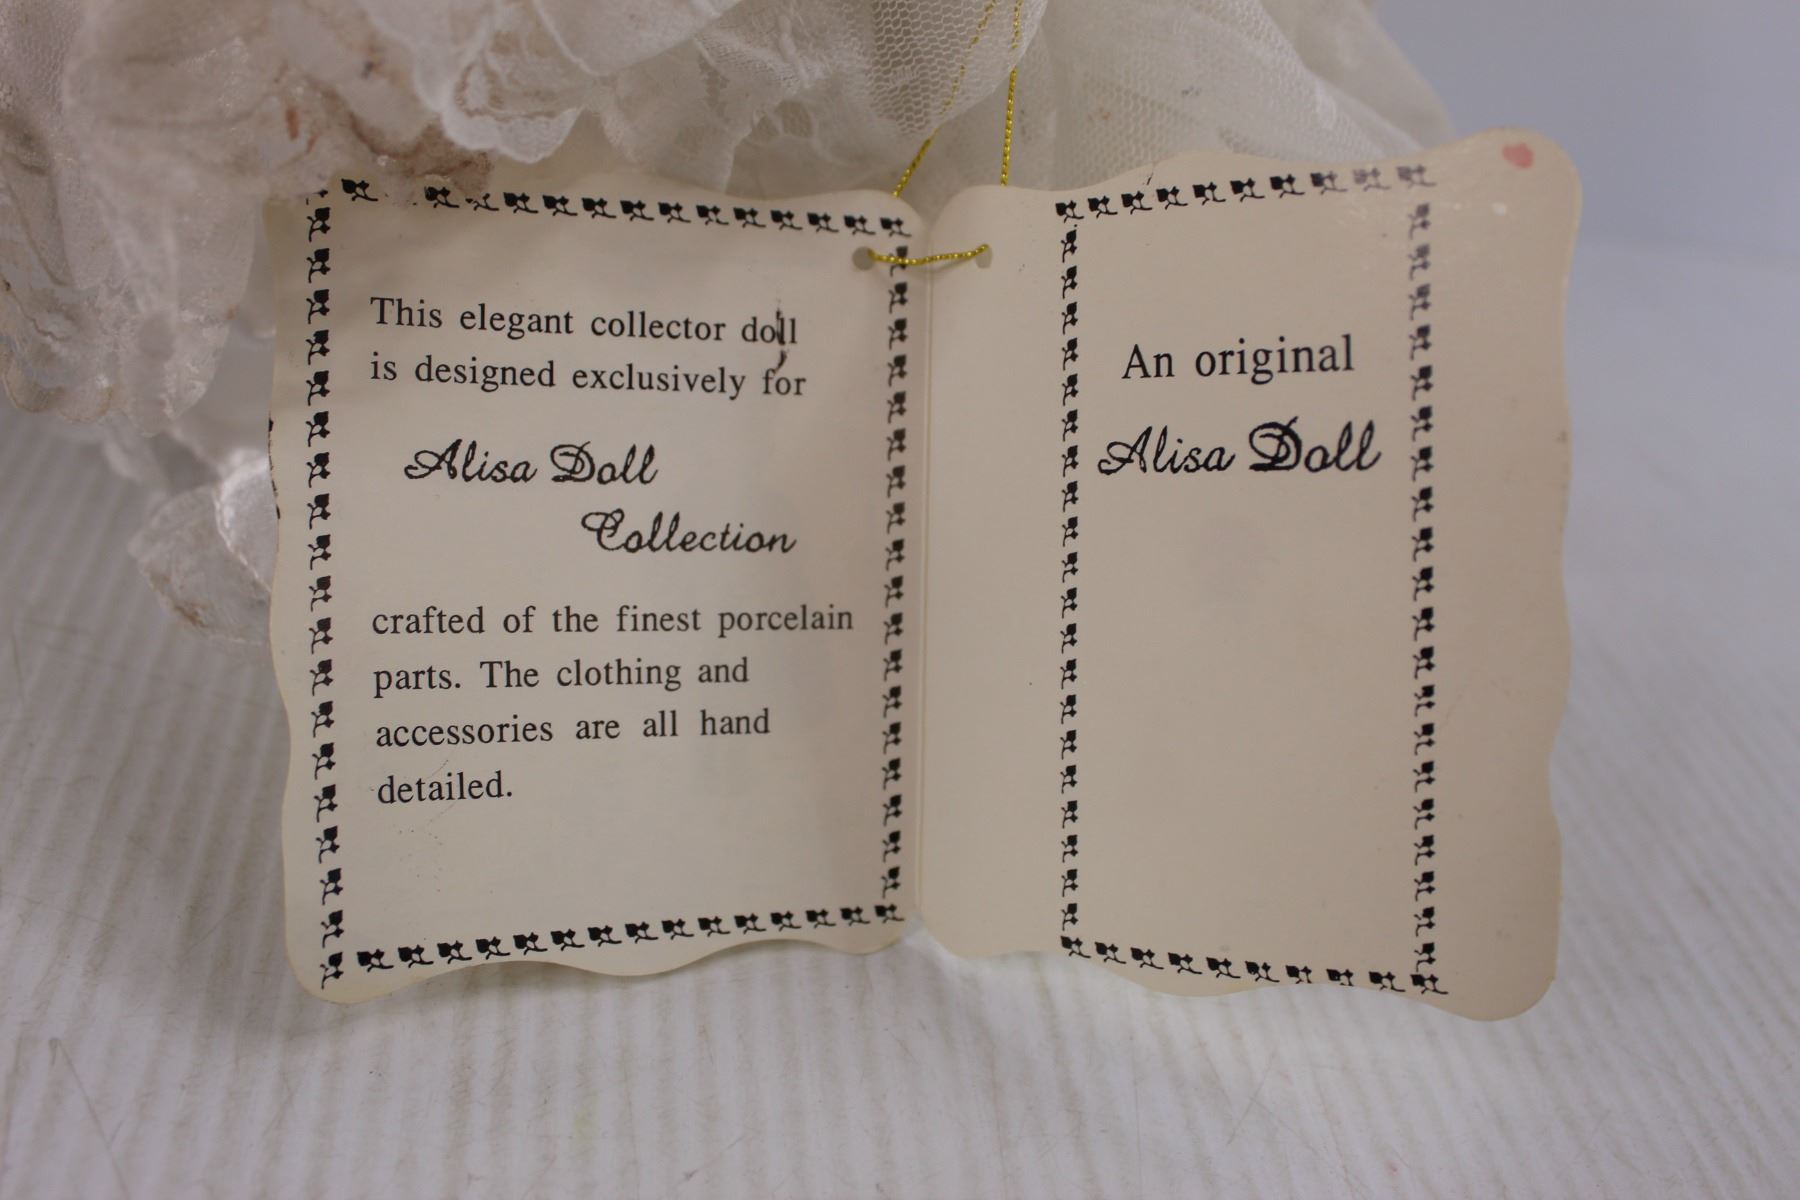 This elegant collector doll
is designed exclusively for
Alisa Doll
Collection
crafted of the finest porcelain
parts. The clothing and
accessories are all hand
detailed.
An original
Alisa Doll